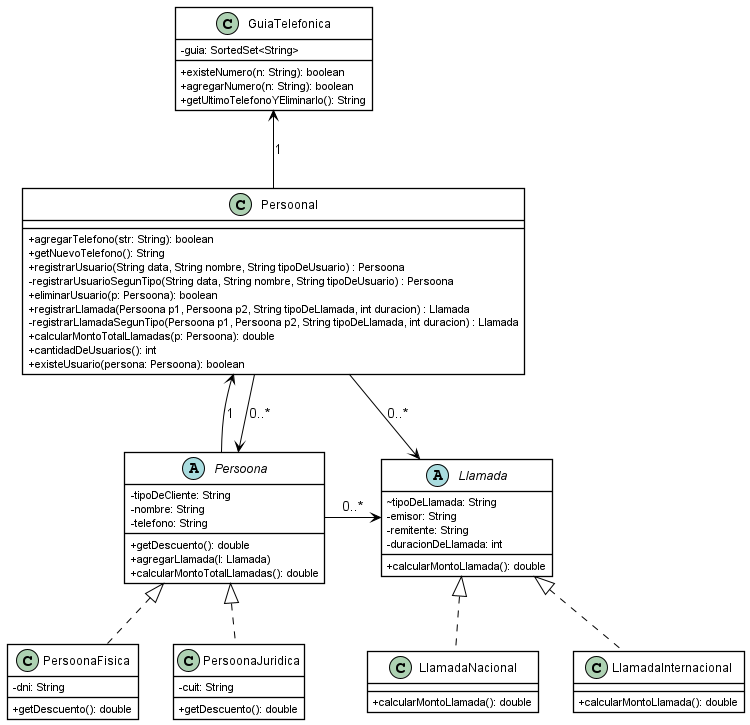 C GuiaTelefonica
-guia: SortedSet<String>
+existeNumero(n: String): boolean
+agregarNumero(n: String): boolean
+getUltimoTelefonoYEliminarlo(): String
1
C Persoonal
+agregarTelefono(str: String): boolean
+getNuevoTelefono(): String
+registrarUsuario(String data, String nombre, String tipoDeUsuario) : Persoona
-registrarUsuarioSegunTipo(String data, String nombre, String tipoDeUsuario) : Persoona
+eliminarUsuario(p: Persoona): boolean
+registrarLlamada(Persoona p1, Persoona p2, String tipoDeLlamada, int duracion) : Llamada
-registrarLlamadaSegunTipo(Persoona p1, Persoona p2, String tipoDeLlamada, int duracion) : Llamada
+calcularMontoTotalLlamadas(p: Persoona): double
+cantidadDeUsuarios(): int
+existeUsuario(persona: Persoona): boolean
1
0..*
0..*
A Persoona
-tipoDeCliente: String
-nombre: String
-telefono: String
+getDescuento(): double
+agregarLlamada(l: Llamada)
+calcularMontoTotalLlamadas(): double
0..*
A Llamada
~tipoDeLlamada: String
-emisor: String
-remitente: String
-duracionDeLlamada: int
+calcularMontoLlamada(): double
C PersoonaFisica
-dni: String
+getDescuento(): double
C PersoonaJuridica
-cuit: String
+getDescuento(): double
C LlamadaNacional
+calcularMontoLlamada(): double
C LlamadaInternacional
+calcularMontoLlamada(): double